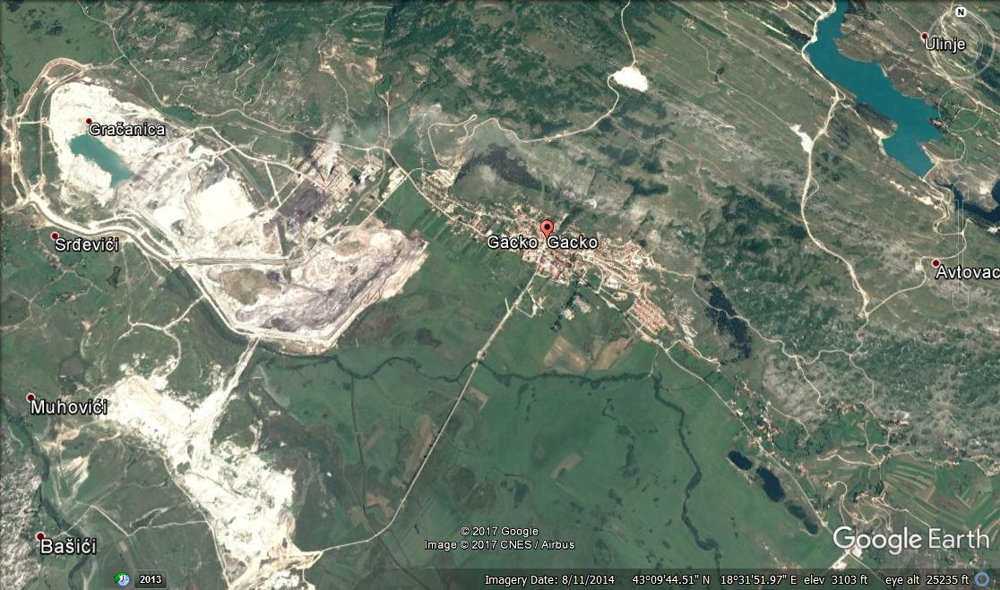 N
Ulinje
Gračanica
Srđevići
Gacko Gacko
Avtovac
Muhovići
Bašići
© 2017 Google
Image © 2017 CNES / Airbus
Google Earth
2013
Imagery Date: 8/11/2014 43°09'44.51" N 18°31'51.97" E elev 3103 ft eye alt 25235 ft